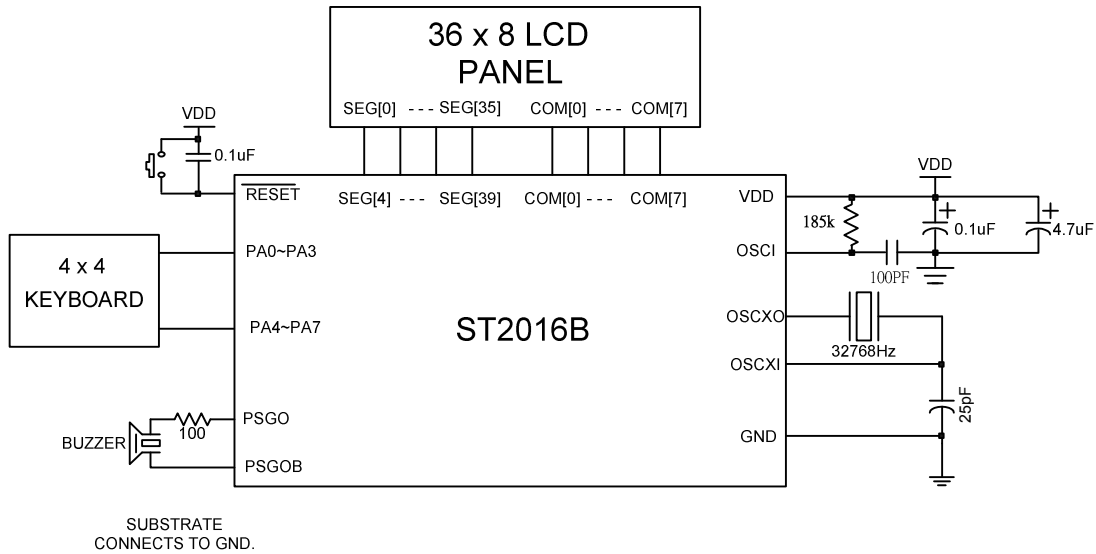 36 x 8 LCD
PANEL
SEG[0] - - - SEG[35] COM[0] - - - COM[7]
VDD
0.1uF
RESET
SEG[4] - - - SEG[39] COM[0] - - - COM[7]
VDD
VDD
185k
0.1uF
4.7uF
4 x 4
KEYBOARD
PA0~PA3
OSCI
100PF
PA4~PA7
ST2016B
OSCXO
32768Hz
OSCXI
25pF
PSGO
100
BUZZER
GND
PSGOB
SUBSTRATE
CONNECTS TO GND.